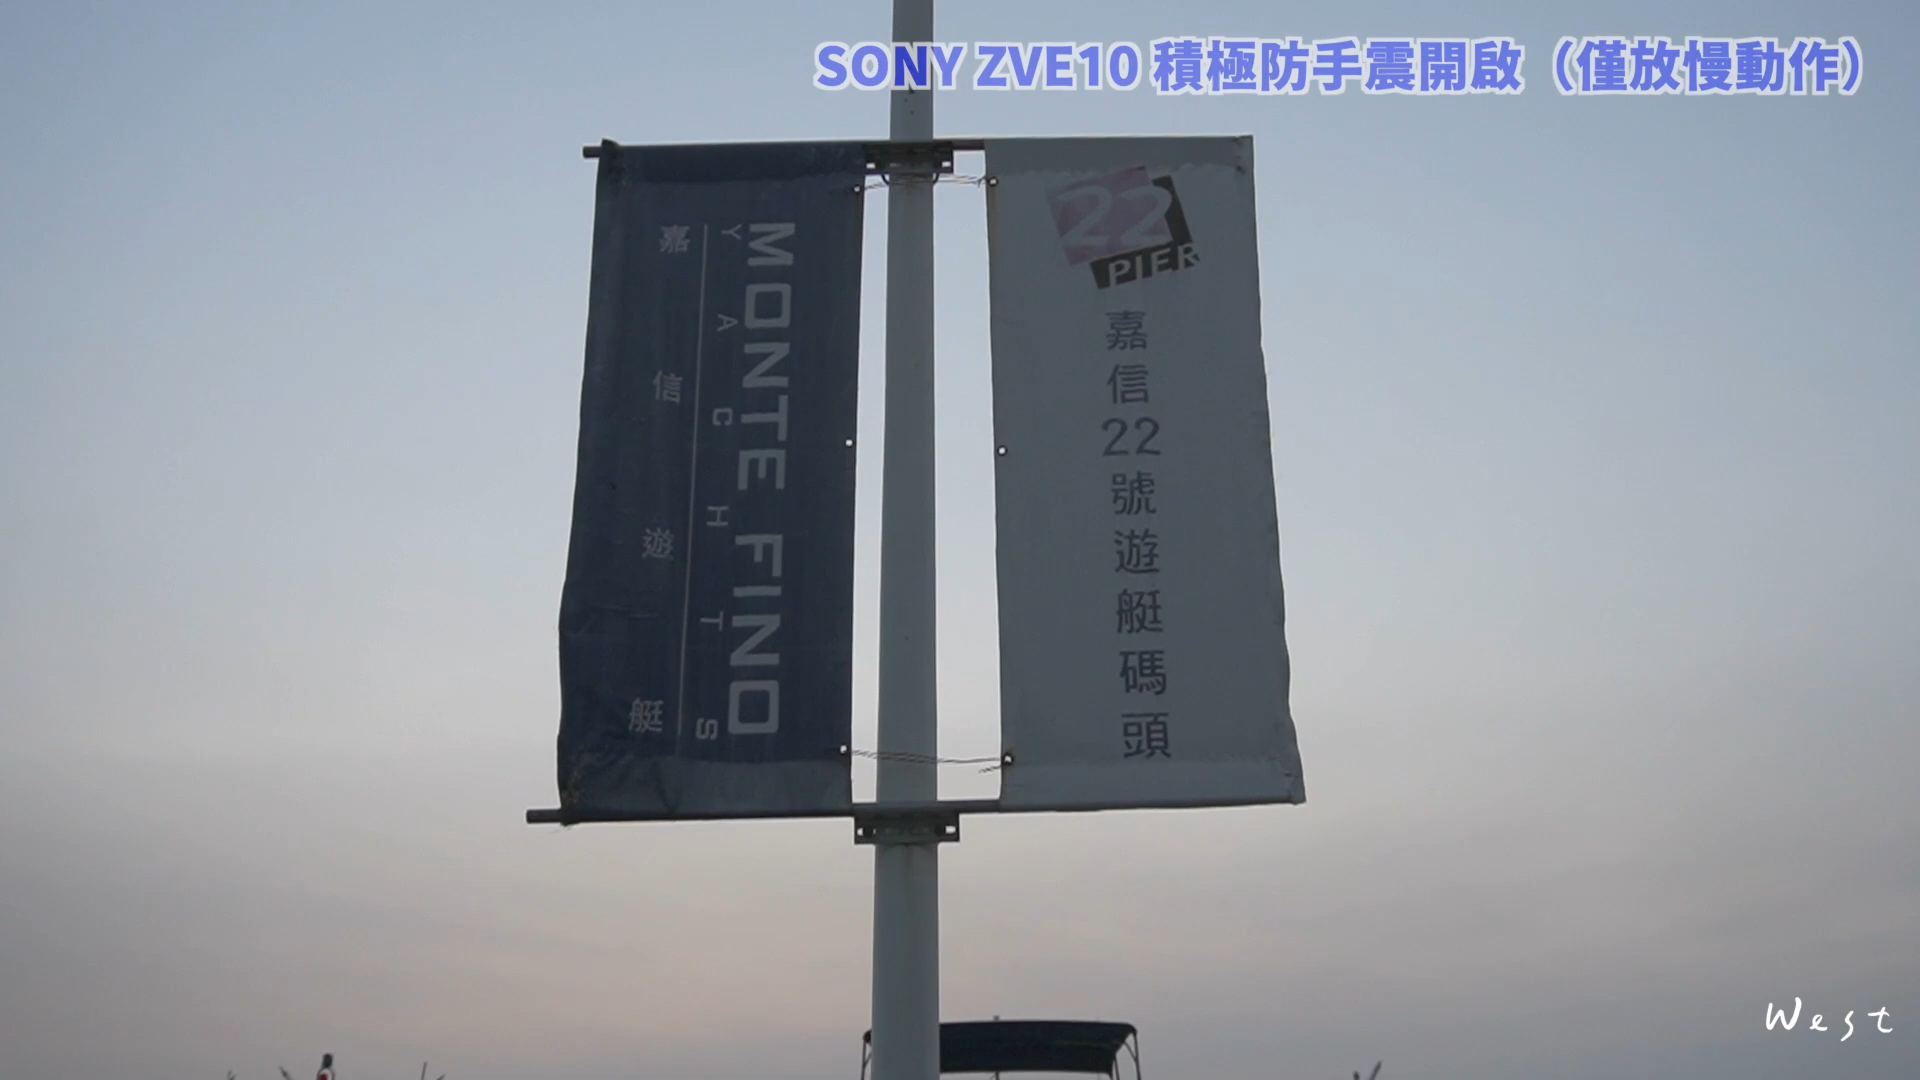 SONY ZVE10 積極防手震開啟（僅放慢動作）
MONTE FINO
YACHTS
嘉信遊艇
22
PIER
嘉信22號遊艇碼頭
West